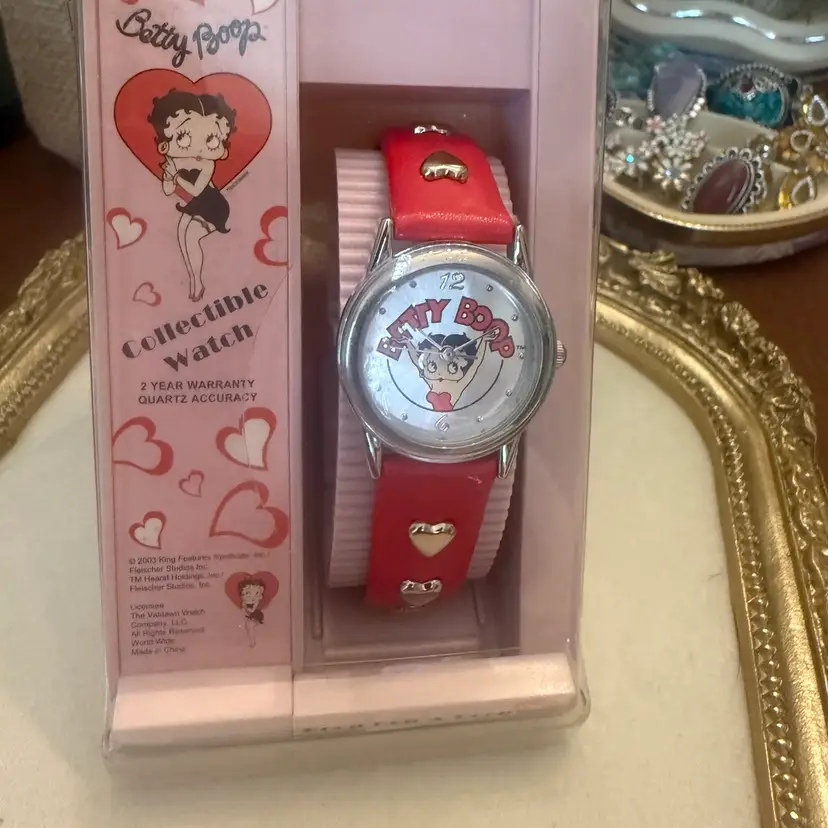 Betty Boop
Collectible
Watch
2 YEAR WARRANTY
QUARTZ ACCURACY
© 2003 King Features Syndicate, Inc./
Fleischer Studios Inc.
TM Hearst Holdings, Inc./
Fleischer Studios, Inc.
Licensee
The Valdawn Watch
Company, LLC.
All Rights Reserved
World Wide
Made in China
12
BETTY BOOP
TM
6